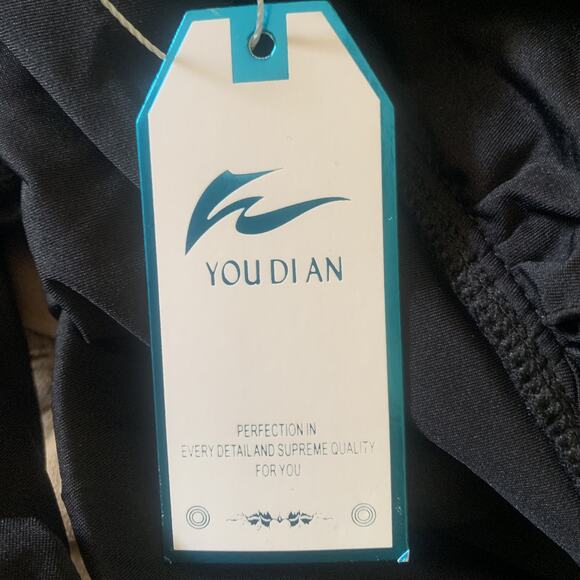 YOU DI AN
PERFECTION IN
EVERY DETAILAND SUPREME QUALITY
FOR YOU